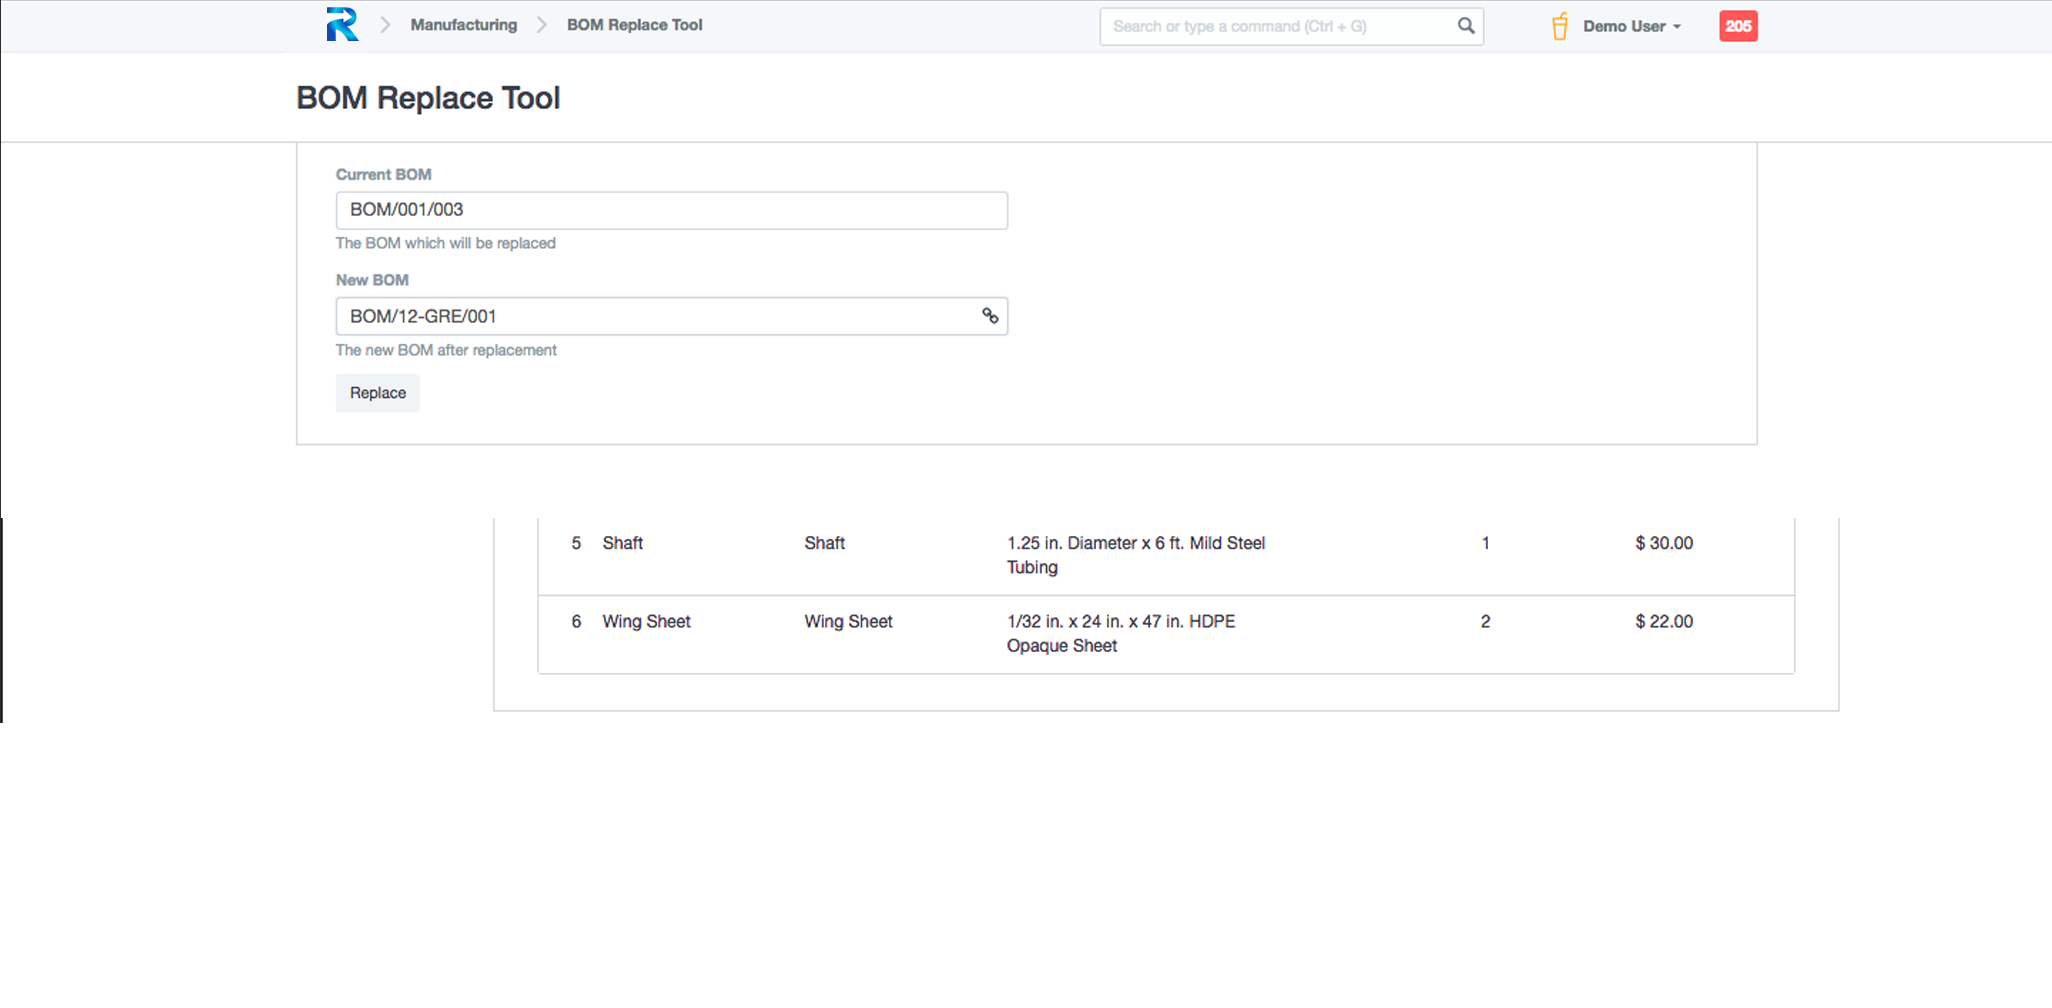 Manufacturing BOM Replace Tool Search or type a command (Ctrl + G) Demo User 205
BOM Replace Tool
Current BOM
BOM/001/003
The BOM which will be replaced
New BOM
BOM/12-GRE/001
The new BOM after replacement
Replace
5 Shaft Shaft 1.25 in. Diameter x 6 ft. Mild Steel 1 $ 30.00
Tubing
6 Wing Sheet Wing Sheet 1/32 in. x 24 in. x 47 in. HDPE 2 $ 22.00
Opaque Sheet